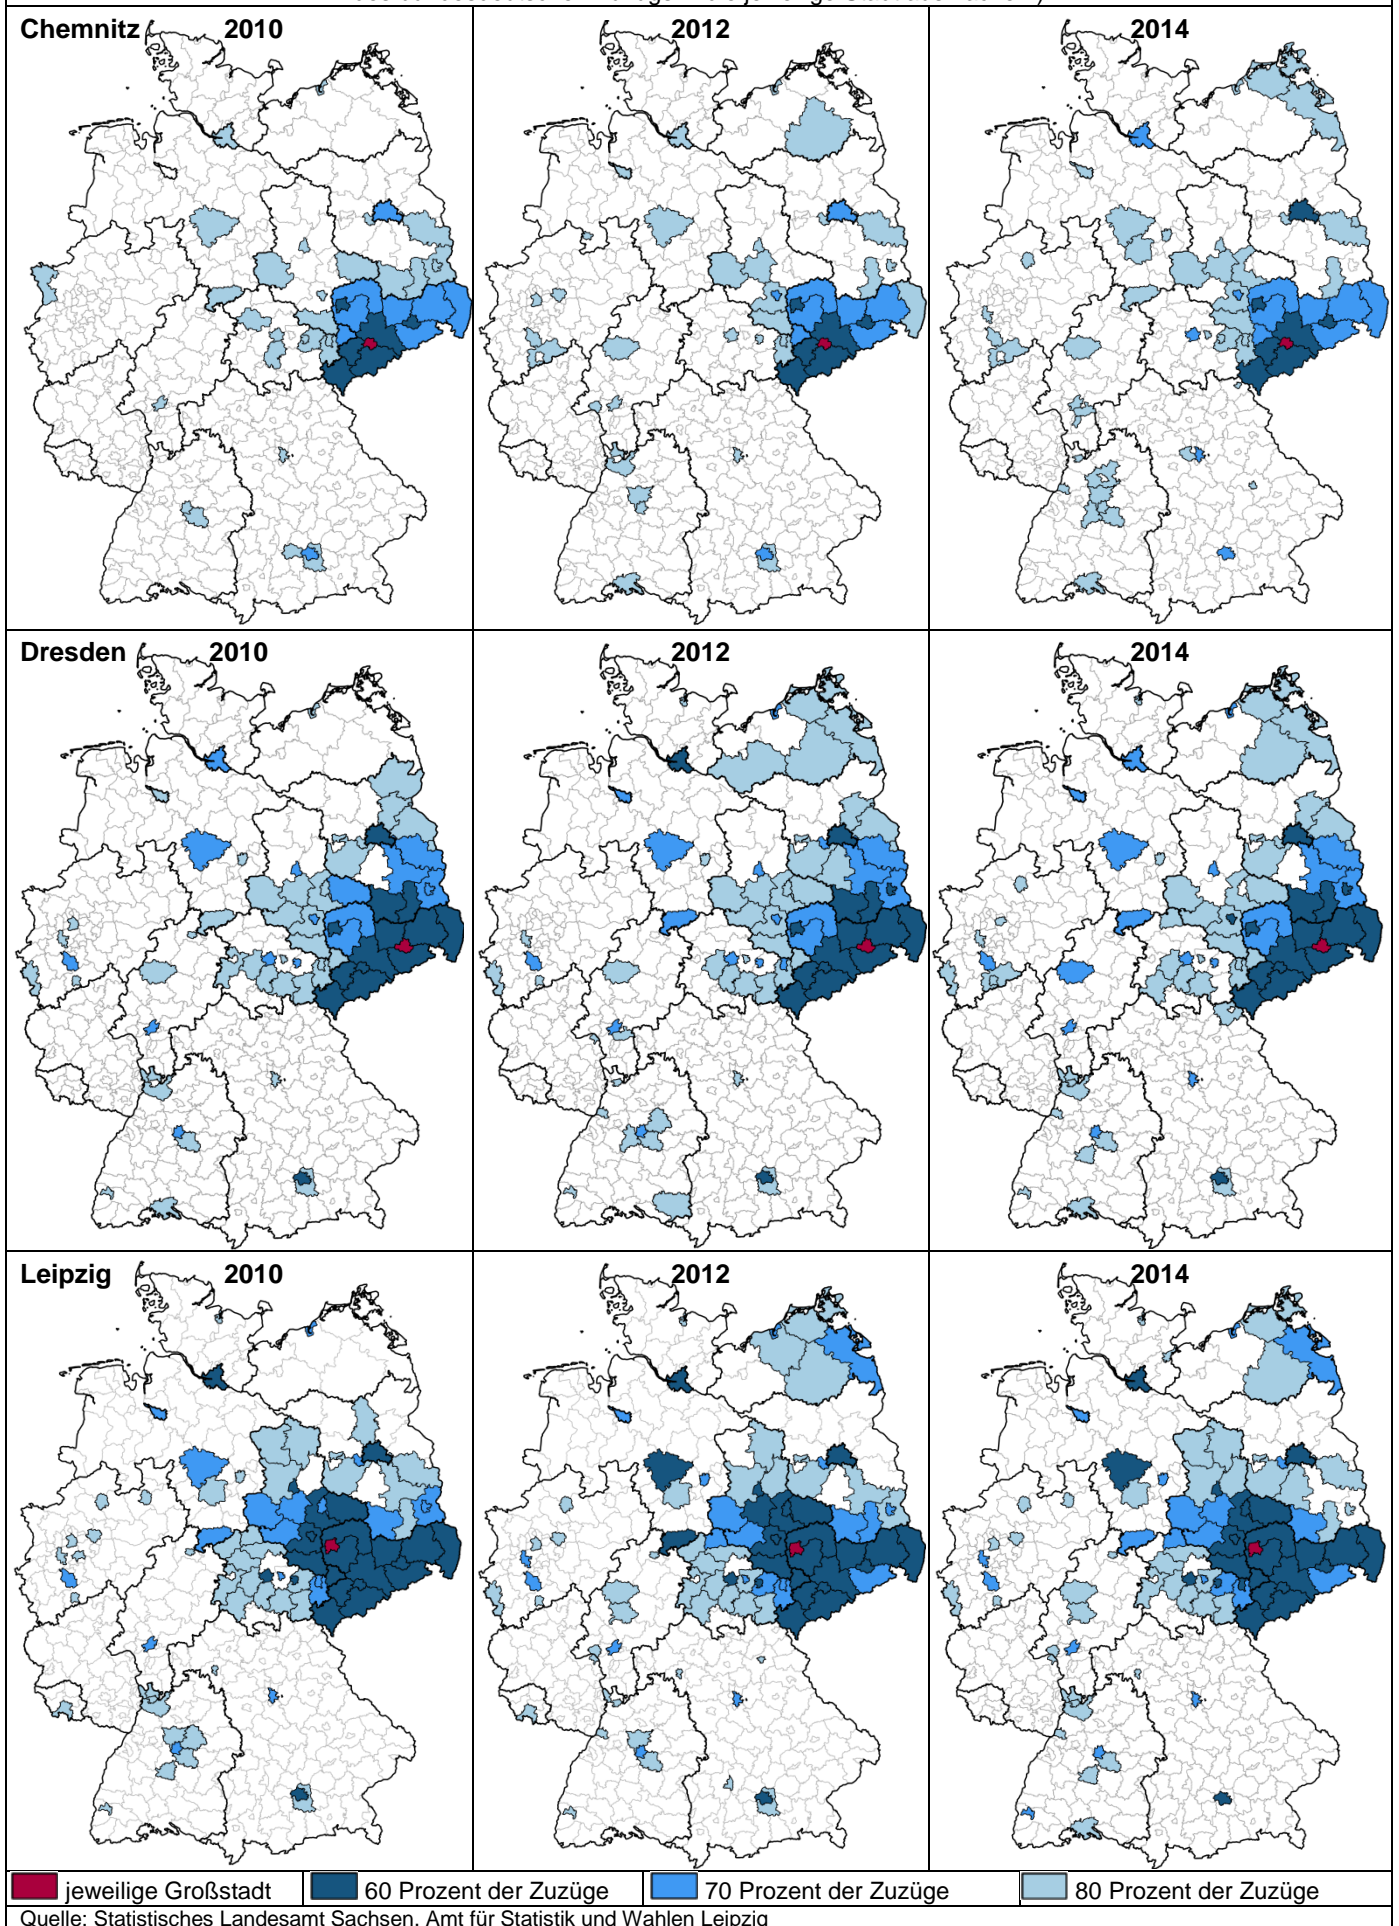 Chemnitz 2010
2012
2014
Dresden 2010
2012
2014
Leipzig 2010
2012
2014
jeweilige Großstadt
60 Prozent der Zuzüge
70 Prozent der Zuzüge
80 Prozent der Zuzüge
Quelle: Statistisches Landesamt Sachsen, Amt für Statistik und Wahlen Leipzig